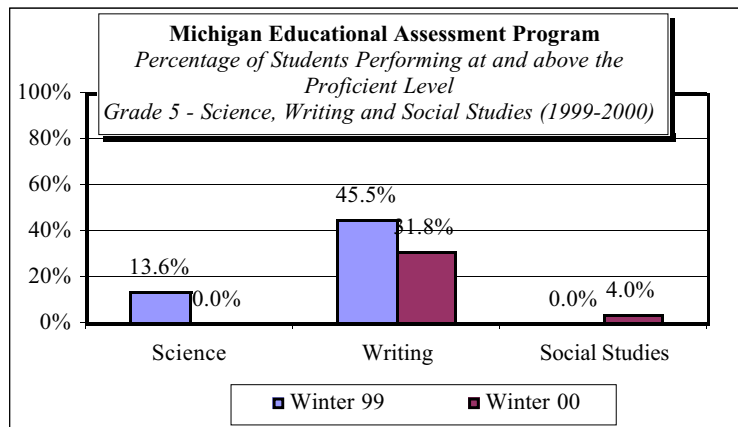 Michigan Educational Assessment Program
Percentage of Students Performing at and above the
Proficient Level
Grade 5 - Science, Writing and Social Studies (1999-2000)
100%
80%
60%
40%
20%
0%
13.6%
0.0%
45.5%
31.8%
0.0%
4.0%
Science
Writing
Social Studies
Winter 99
Winter 00